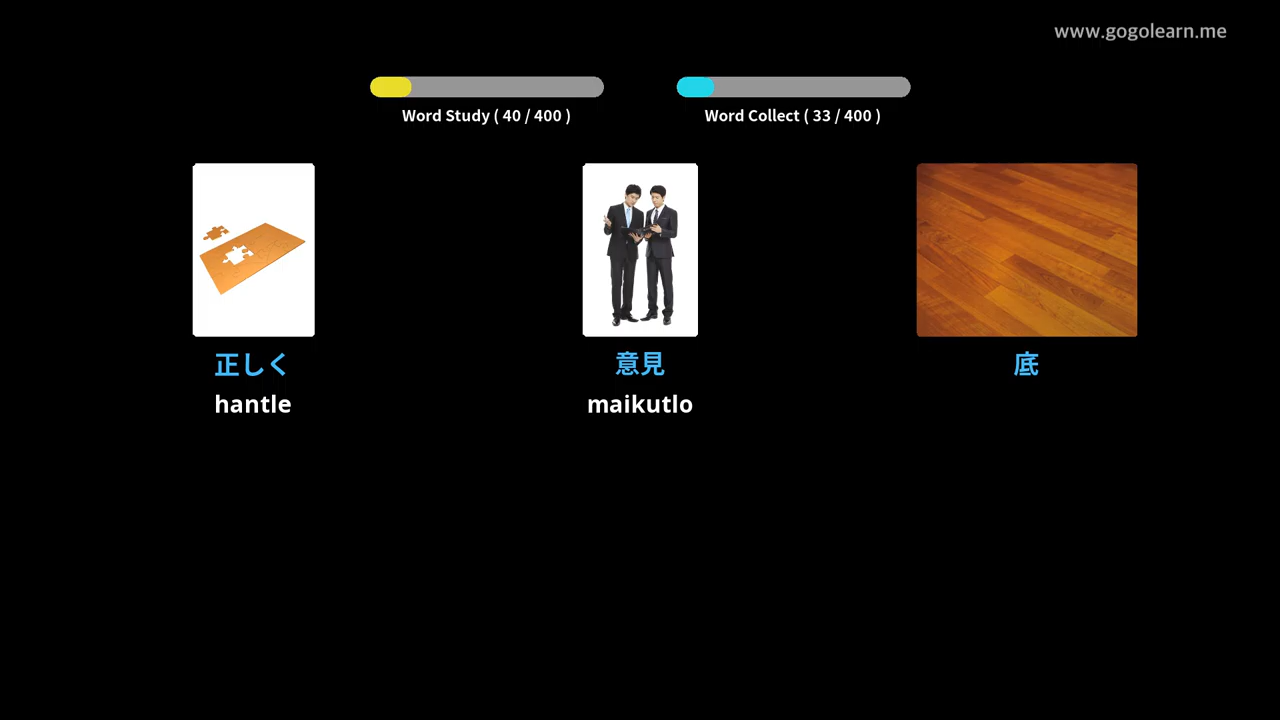 www.gogolearn.me
Word Study ( 40 / 400 )
Word Collect ( 33 / 400 )
正しく
hantle
意見
maikutlo
底